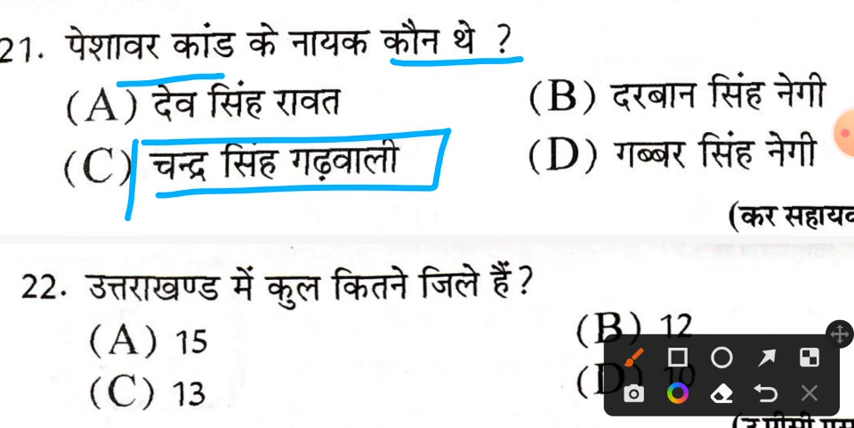 21. पेशावर कांड के नायक कौन थे ?
(A) देव सिंह रावत (B) दरबान सिंह नेगी
(C) चन्द्र सिंह गढ़वाली (D) गब्बर सिंह नेगी
(कर सहायक
22. उत्तराखण्ड में कुल कितने जिले हैं?
(A) 15 (B) 12
(C) 13 (D) 10